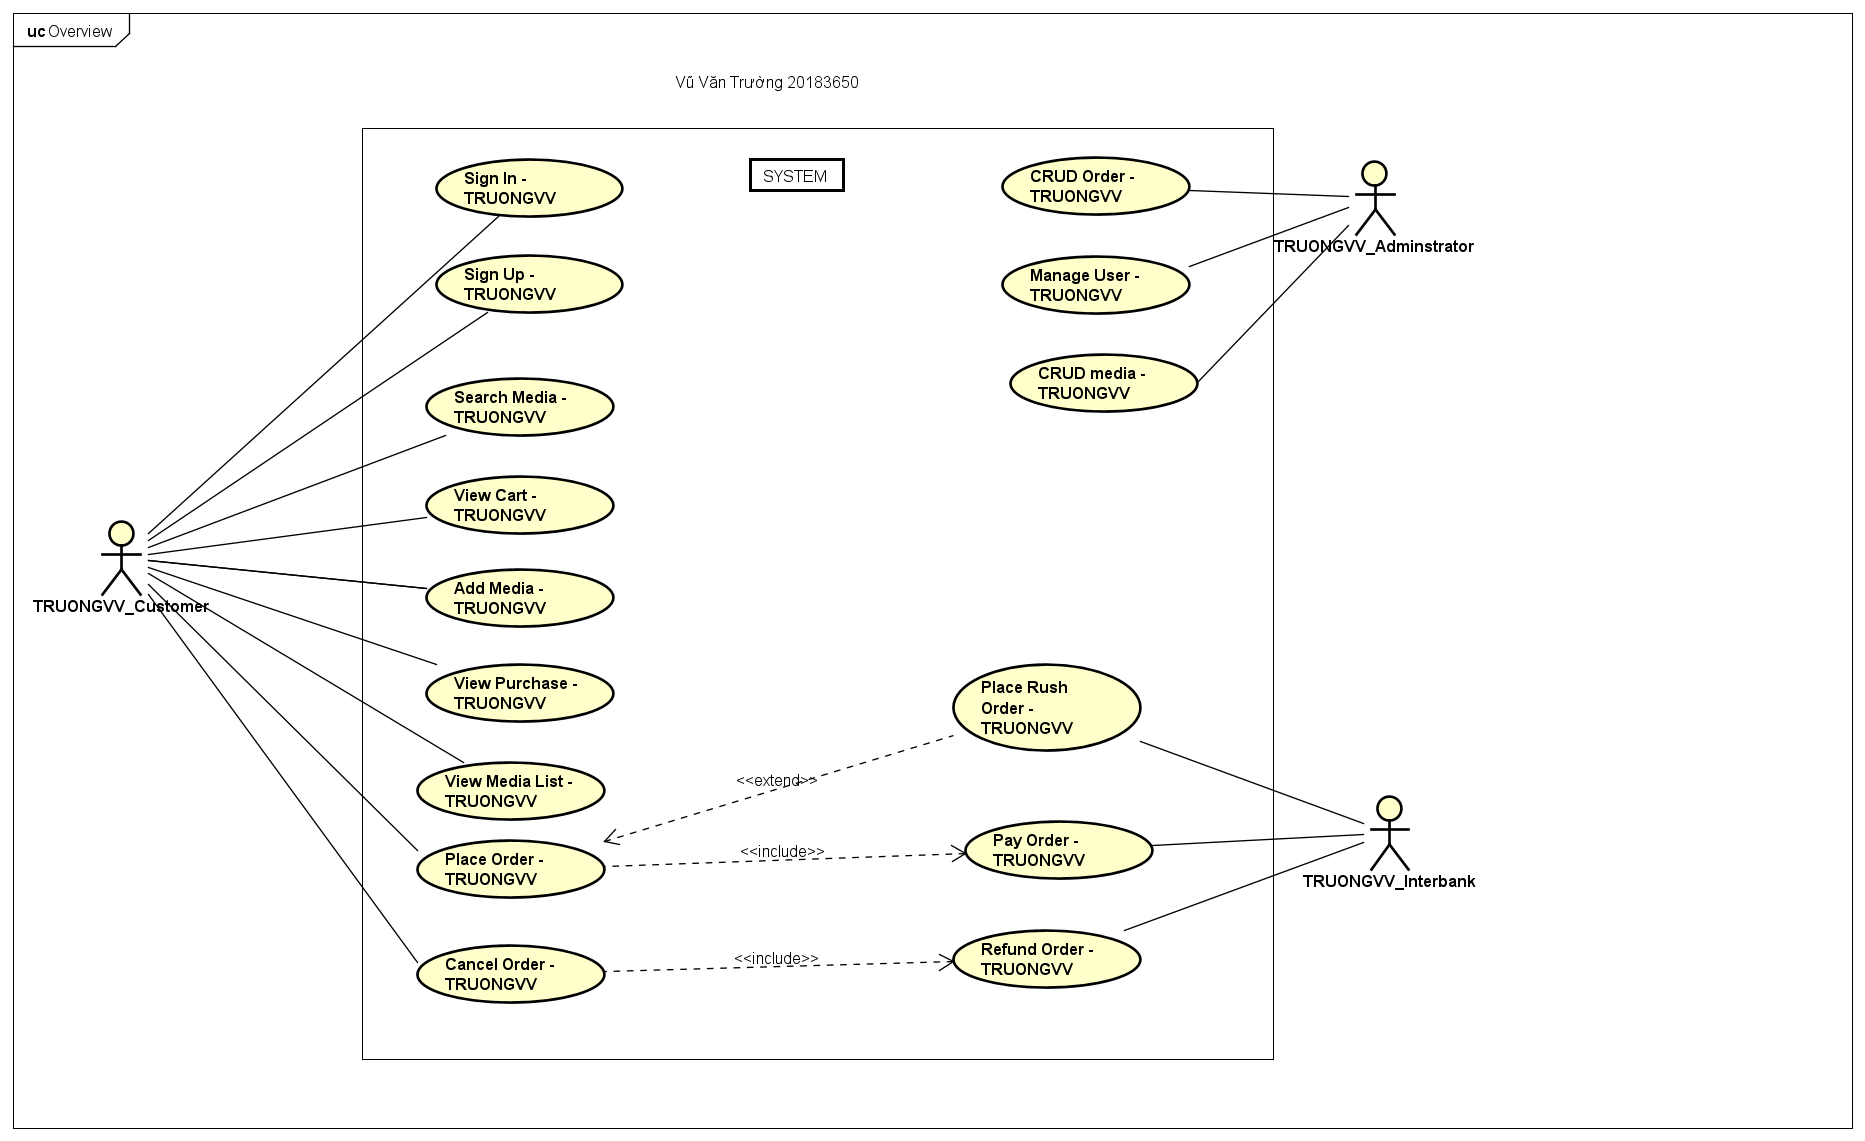 uc Overview
Vũ Văn Trường 20183650
SYSTEM
Sign In -
TRUONGVV
Sign Up -
TRUONGVV
Search Media -
TRUONGVV
View Cart -
TRUONGVV
Add Media -
TRUONGVV
View Purchase -
TRUONGVV
View Media List -
TRUONGVV
Place Order -
TRUONGVV
Cancel Order -
TRUONGVV
TRUONGVV_Customer
CRUD Order -
TRUONGVV
Manage User -
TRUONGVV
CRUD media -
TRUONGVV
TRUONGVV_Adminstrator
Place Rush
Order -
TRUONGVV
<<extend>>
Pay Order -
TRUONGVV
<<include>>
Refund Order -
TRUONGVV
<<include>>
TRUONGVV_Interbank